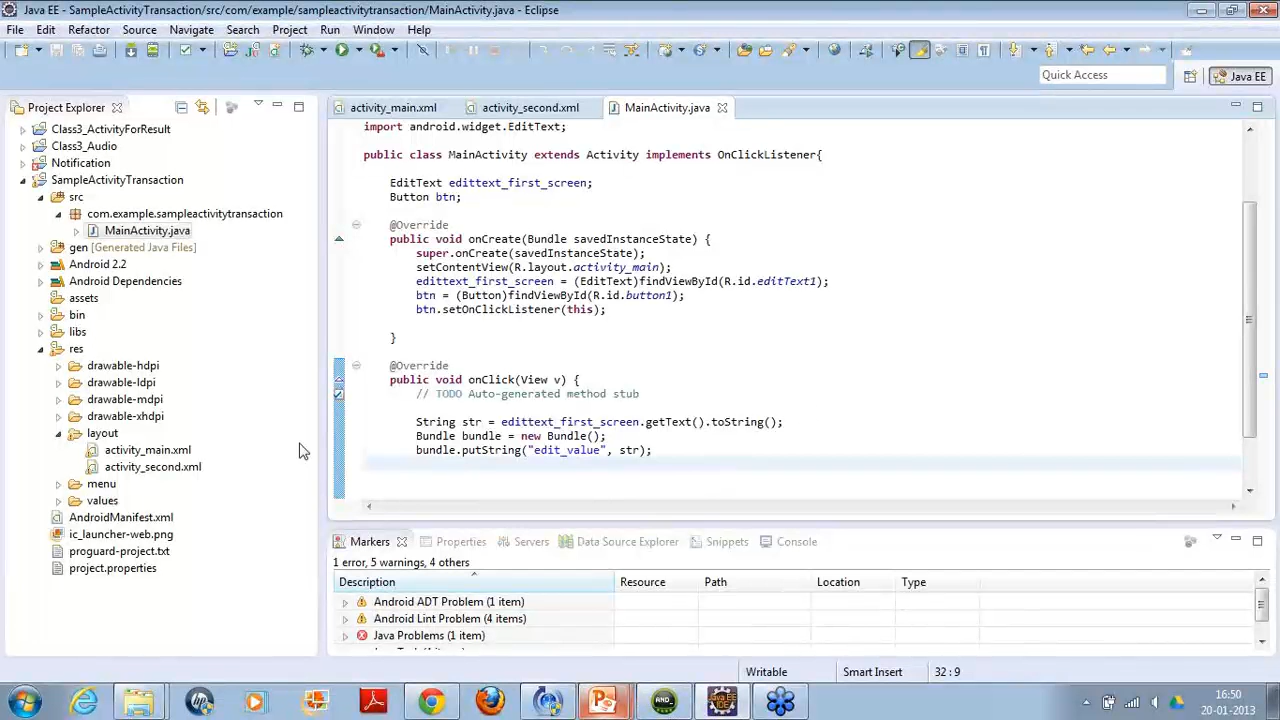 Java EE - SampleActivityTransaction/src/com/example/sampleactivitytransaction/MainActivity.java - Eclipse
File Edit Refactor Source Navigate Search Project Run Window Help
Quick Access
Java EE
Project Explorer
Class3_ActivityForResult
Class3_Audio
Notification
SampleActivityTransaction
src
com.example.sampleactivitytransaction
MainActivity.java
gen [Generated Java Files]
Android 2.2
Android Dependencies
assets
bin
libs
res
drawable-hdpi
drawable-ldpi
drawable-mdpi
drawable-xhdpi
layout
activity_main.xml
activity_second.xml
menu
values
AndroidManifest.xml
ic_launcher-web.png
proguard-project.txt
project.properties
activity_main.xml activity_second.xml MainActivity.java
import android.widget.EditText;
public class MainActivity extends Activity implements OnClickListener{
EditText edittext_first_screen;
Button btn;
@Override
public void onCreate(Bundle savedInstanceState) {
super.onCreate(savedInstanceState);
setContentView(R.layout.activity_main);
edittext_first_screen = (EditText)findViewById(R.id.editText1);
btn = (Button)findViewById(R.id.button1);
btn.setOnClickListener(this);
}
@Override
public void onClick(View v) {
// TODO Auto-generated method stub
String str = edittext_first_screen.getText().toString();
Bundle bundle = new Bundle();
bundle.putString("edit_value", str);
Markers Properties Servers Data Source Explorer Snippets Console
1 error, 5 warnings, 4 others
Description Resource Path Location Type
Android ADT Problem (1 item)
Android Lint Problem (4 items)
Java Problems (1 item)
Writable Smart Insert 32 : 9
16:50
20-01-2013